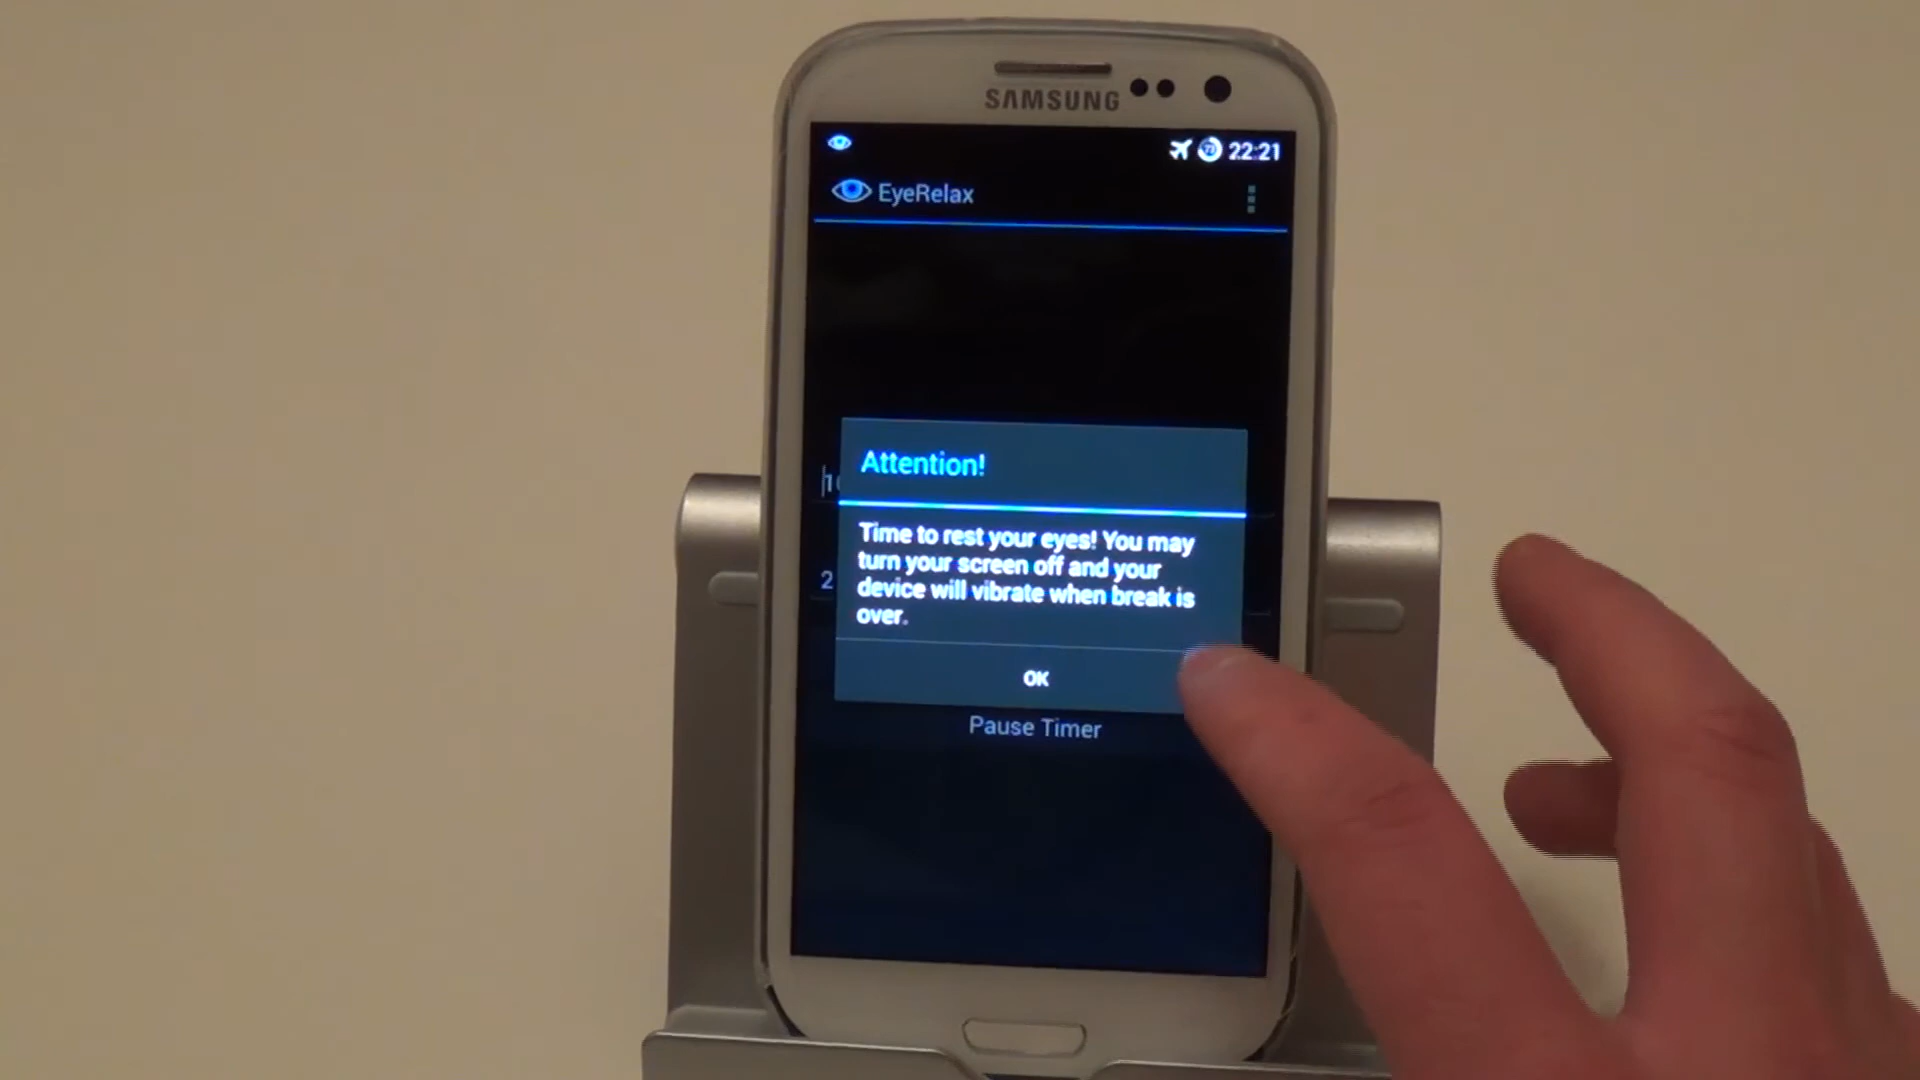 SAMSUNG
22:21
EyeRelax
Attention!
Time to rest your eyes! You may
turn your screen off and your
device will vibrate when break is
over.
2
OK
Pause Timer